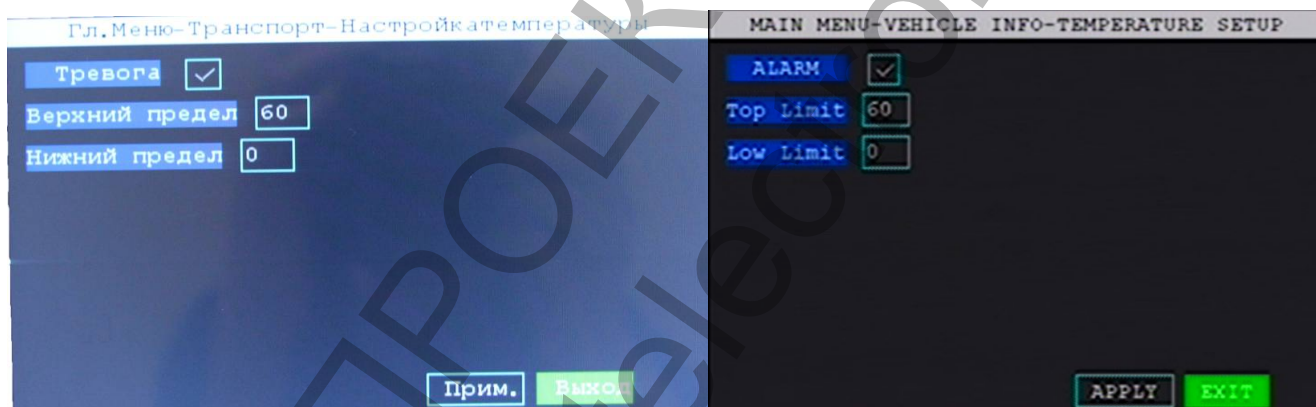 Гл.Меню-Транспорт-Настройкатемпературы
Тревога
Верхний предел 60
Нижний предел 0
Прим. Выход
MAIN MENU-VEHICLE INFO-TEMPERATURE SETUP
ALARM
Top Limit 60
Low Limit 0
APPLY EXIT